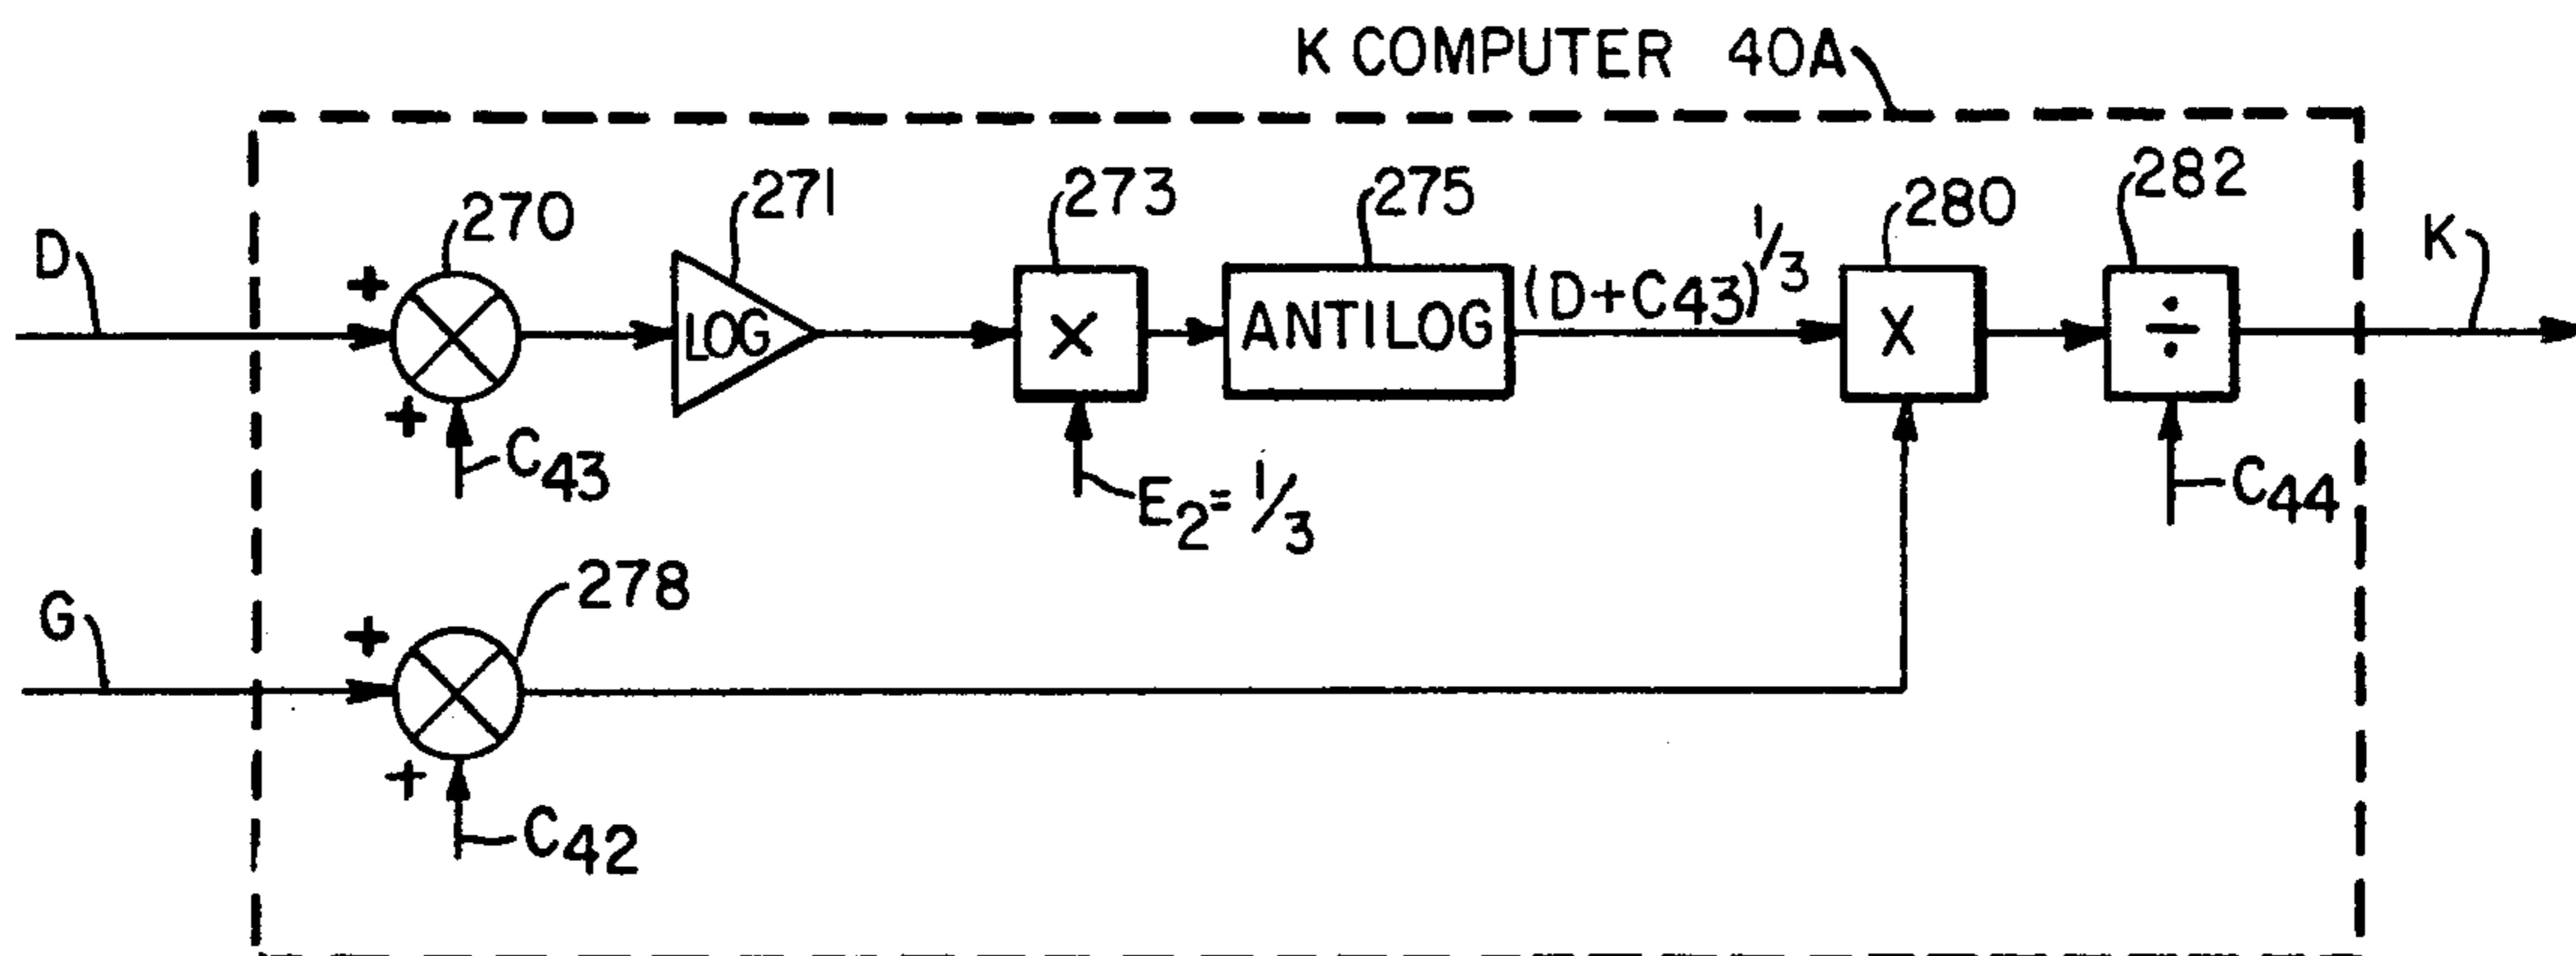 K COMPUTER 40A
D
270
271
273
275
280
282
K
+
LOG
×
ANTILOG
(D+C43)^1/3
X
÷
+
C43
E2=1/3
C44
G
+
278
+
C42